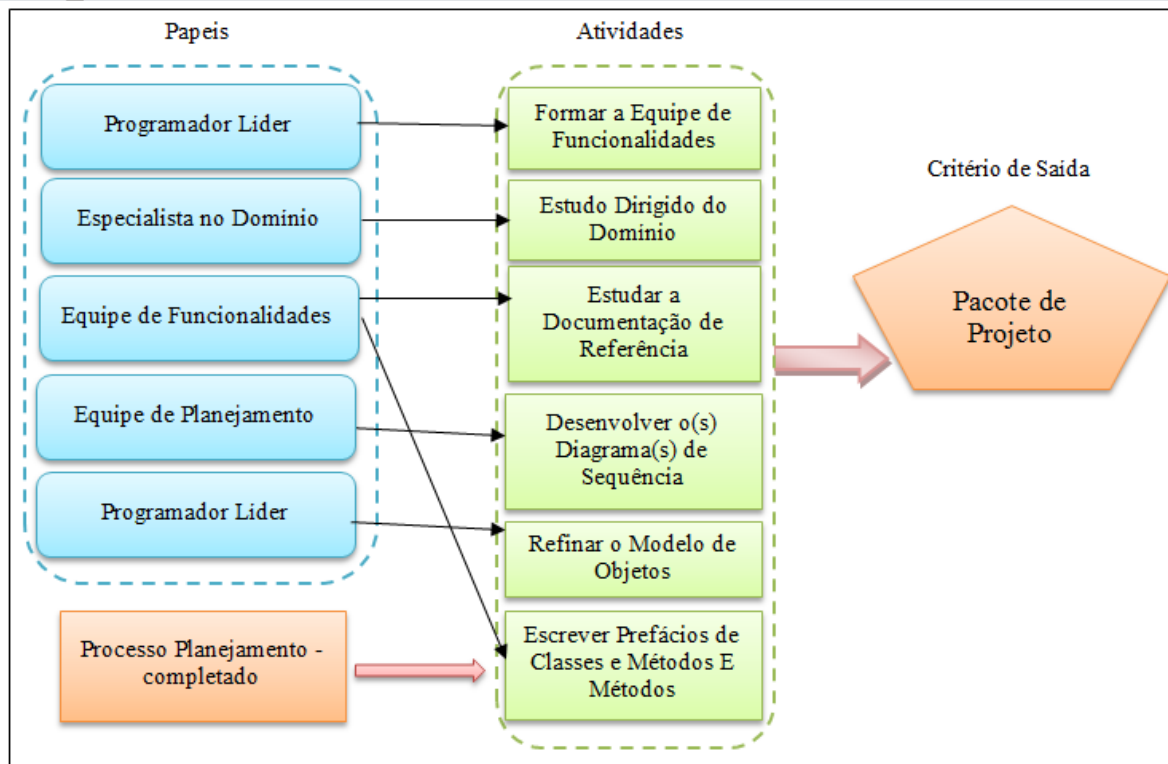 Papeis
Programador Lider
Especialista no Domínio
Equipe de Funcionalidades
Equipe de Planejamento
Programador Lider
Processo Planejamento -
completado
Atividades
Formar a Equipe de
Funcionalidades
Estudo Dirigido do
Domínio
Estudar a
Documentação de
Referência
Desenvolver o(s)
Diagrama(s) de
Sequência
Refinar o Modelo de
Objetos
Escrever Prefácios de
Classes e Métodos E
Métodos
Critério de Saída
Pacote de
Projeto